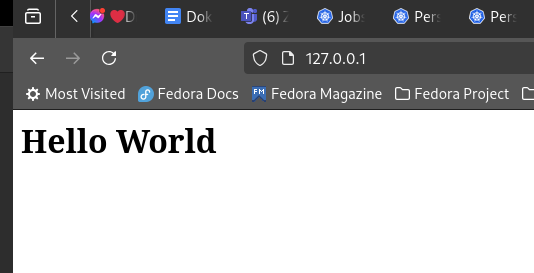 D Dok (6) Jobs Pers Pers
127.0.0.1
Most Visited Fedora Docs FM Fedora Magazine Fedora Project
Hello World